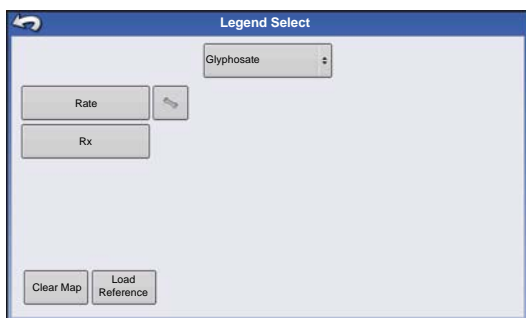 Legend Select
Glyphosate
Rate
Rx
Clear Map
Load
Reference